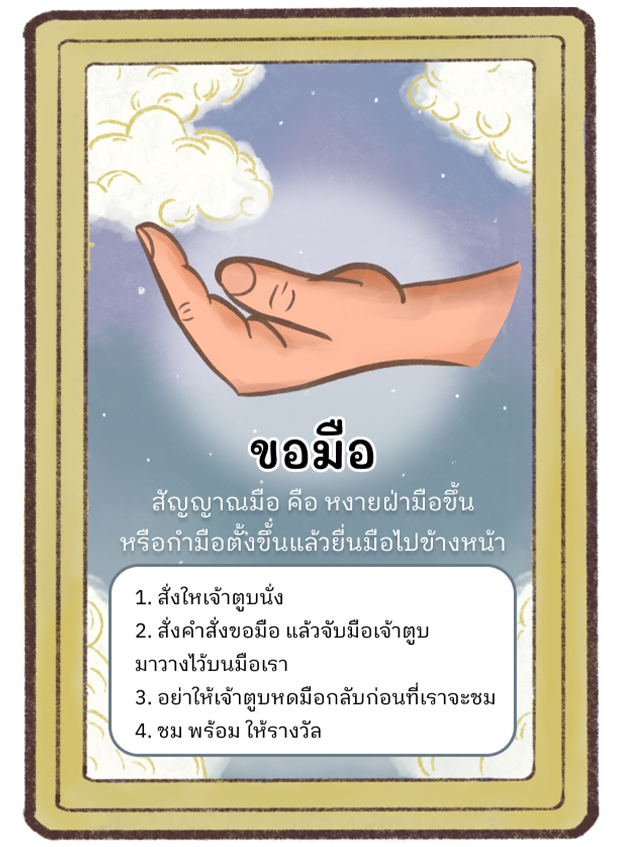 ขอมือ
สัญญาณมือ คือ หงายฝ่ามือขึ้น
หรือกำมือตั้งขึ้นแล้วยื่นมือไปข้างหน้า
1. สั่งใหเจ้าตูบนั่ง
2. สั่งคำสั่งขอมือ แล้วจับมือเจ้าตูบ
มาวางไว้บนมือเรา
3. อย่าให้เจ้าตูบหดมือกลับก่อนที่เราจะชม
4. ชม พร้อม ให้รางวัล